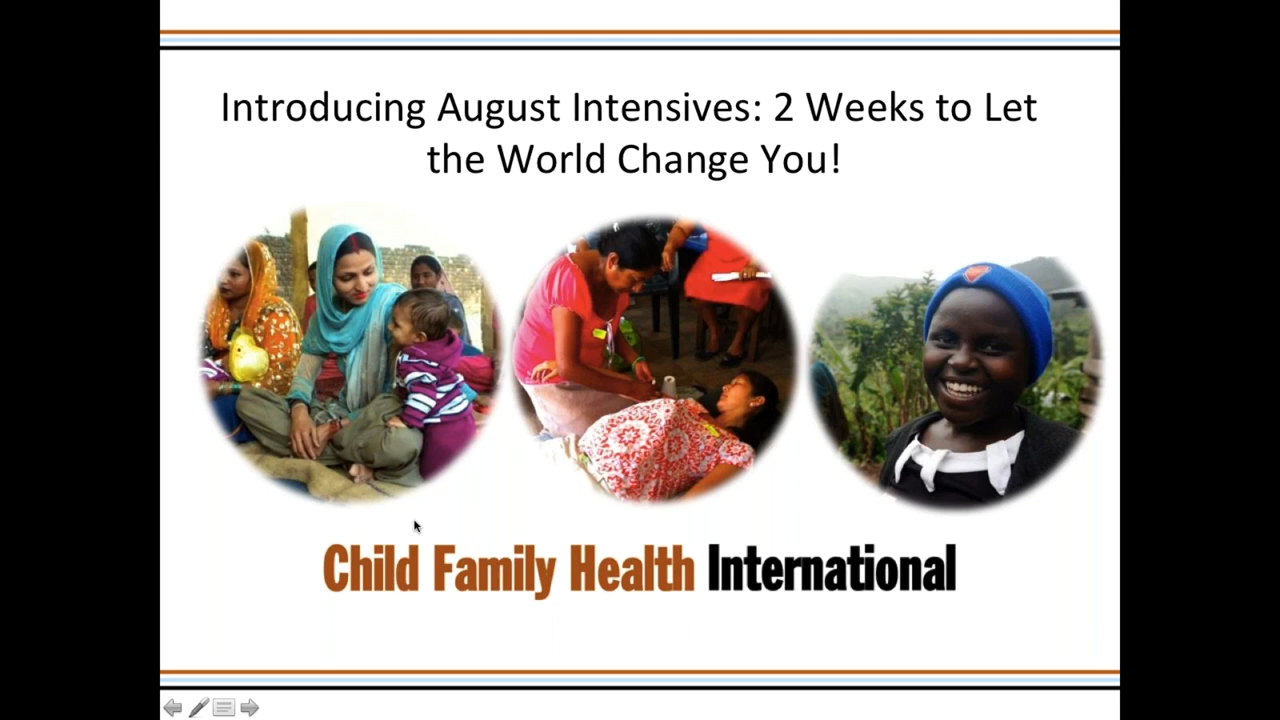 Introducing August Intensives: 2 Weeks to Let
the World Change You!
Child Family Health International